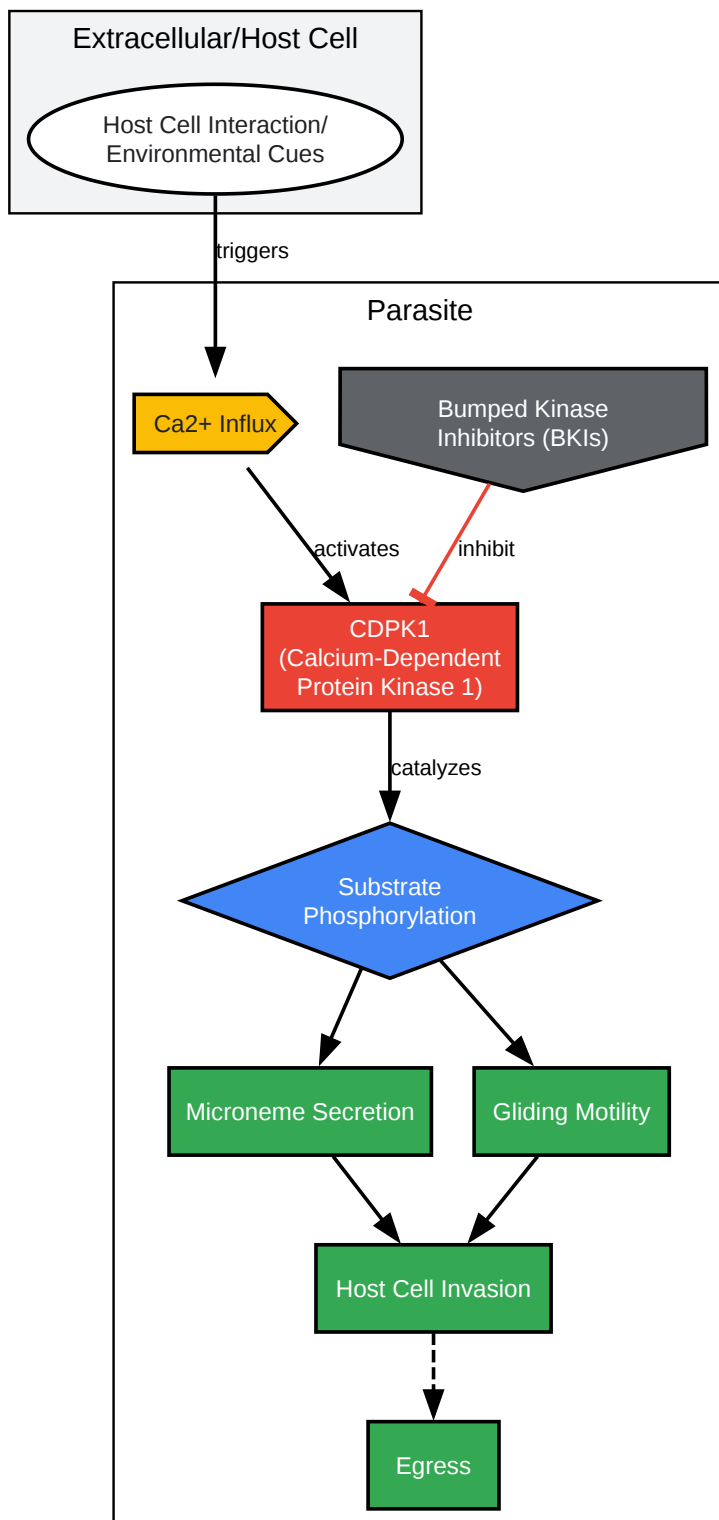 Extracellular/Host Cell
Host Cell Interaction/
Environmental Cues
triggers
Parasite
Ca2+ Influx
Bumped Kinase
Inhibitors (BKIs)
activates
inhibit
CDPK1
(Calcium-Dependent
Protein Kinase 1)
catalyzes
Substrate
Phosphorylation
Microneme Secretion
Gliding Motility
Host Cell Invasion
Egress